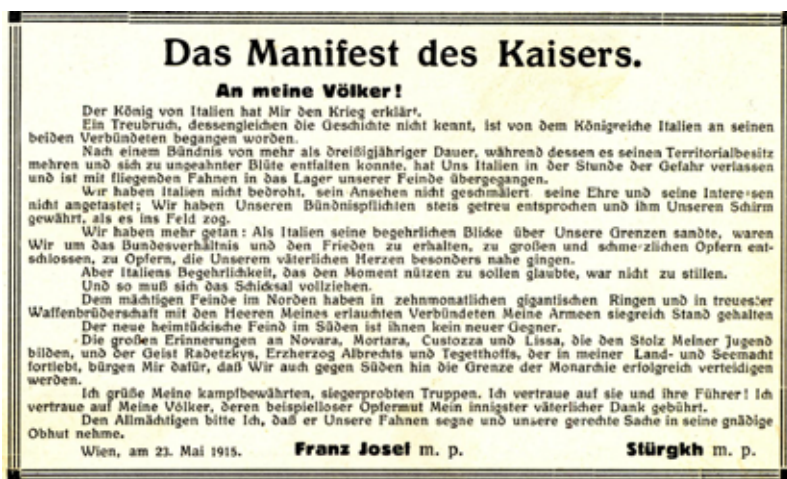 Das Manifest des Kaisers.
An meine Völker!
Der König von Italien hat Mir den Krieg erklärt.
Ein Treubruch, dessengleichen die Geschichte nicht kennt, ist von dem Königreiche Italien an seinen
beiden Verbündeten begangen worden.
Nach einem Bündnis von mehr als dreißigjähriger Dauer, während dessen es seinen Territorialbesitz
mehren und sich zu ungeahnter Blüte entfalten konnte, hat Uns Italien in der Stunde der Gefahr verlassen
und ist mit fliegenden Fahnen in das Lager unserer Feinde übergegangen.
Wir haben Italien nicht bedroht, sein Ansehen nicht geschmälert seine Ehre und seine Interessen
nicht angetastet; Wir haben Unseren Bündnispflichten stets getreu entsprochen und ihm Unseren Schirm
gewährt, als es ins Feld zog.
Wir haben mehr getan: Als Italien seine begehrlichen Blicke über Unsere Grenzen sandte, waren
Wir um das Bundesverhältnis und den Frieden zu erhalten, zu großen und schmerzlichen Opfern ent-
schlossen, zu Opfern, die Unserem väterlichen Herzen besonders nahe gingen.
Aber Italiens Begehrlichkeit, das den Moment nützen zu sollen glaubte, war nicht zu stillen.
Und so muß sich das Schicksal vollziehen.
Dem mächtigen Feinde im Norden haben in zehnmonatlichen gigantischen Ringen und in treuester
Waffenbrüderschaft mit den Heeren Meines erlauchten Verbündeten Meine Armeen siegreich Stand gehalten
Der neue heimtückische Feind im Süden ist ihnen kein neuer Gegner.
Die großen Erinnerungen an Novara, Mortara, Custozza und Lissa, die den Stolz Meiner Jugend
bilden, und der Geist Radetzkys, Erzherzog Albrechts und Tegetthoffs, der in meiner Land- und Seemacht
fortlebt, bürgen Mir dafür, daß Wir auch gegen Süden hin die Grenze der Monarchie erfolgreich verteidigen
werden.
Ich grüße Meine kampfbewährten, siegerprobten Truppen. Ich vertraue auf sie und ihre Führer! Ich
vertraue auf Meine Völker, deren beispielloser Opfermut Mein innigster väterlicher Dank gebührt.
Den Allmächtigen bitte Ich, daß er Unsere Fahnen segne und unsere gerechte Sache in seine gnädige
Obhut nehme.
Wien, am 23. Mai 1915. Franz Josef m. p. Stürgkh m. p.